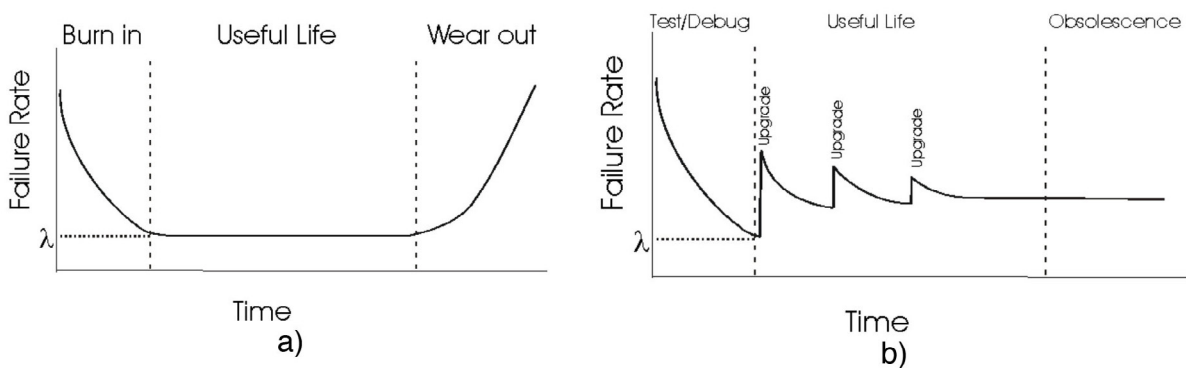 Burn in Useful Life Wear out
Failure Rate
λ
Time
a)
Test/Debug Useful Life Obsolescence
Failure Rate
Upgrade
Upgrade
Upgrade
λ
Time
b)